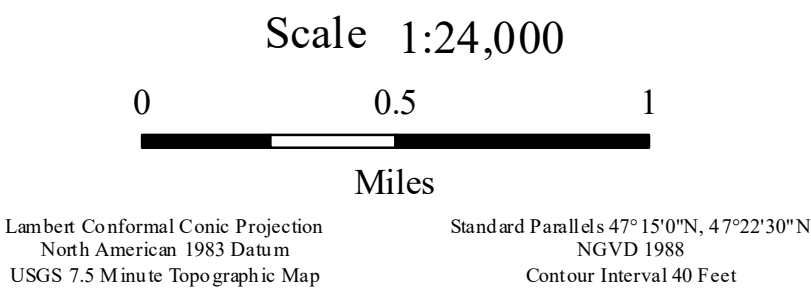 Scale 1:24,000
0 0.5 1
Miles
Lambert Conformal Conic Projection
North American 1983 Datum
USGS 7.5 Minute Topographic Map
Standard Parallels 47°15'0"N, 47°22'30"N
NGVD 1988
Contour Interval 40 Feet